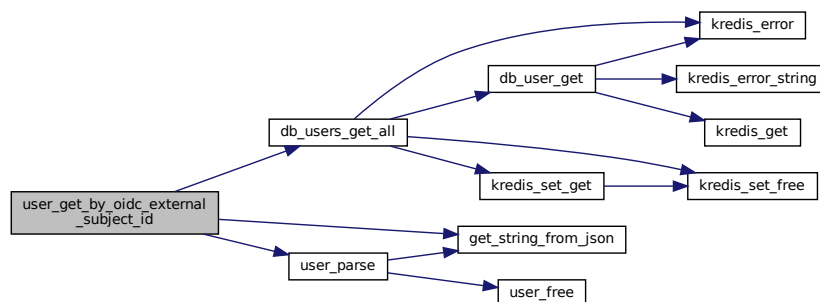 kredis_error
db_user_get
kredis_error_string
db_users_get_all
kredis_get
kredis_set_get
kredis_set_free
user_get_by_oidc_external
_subject_id
get_string_from_json
user_parse
user_free